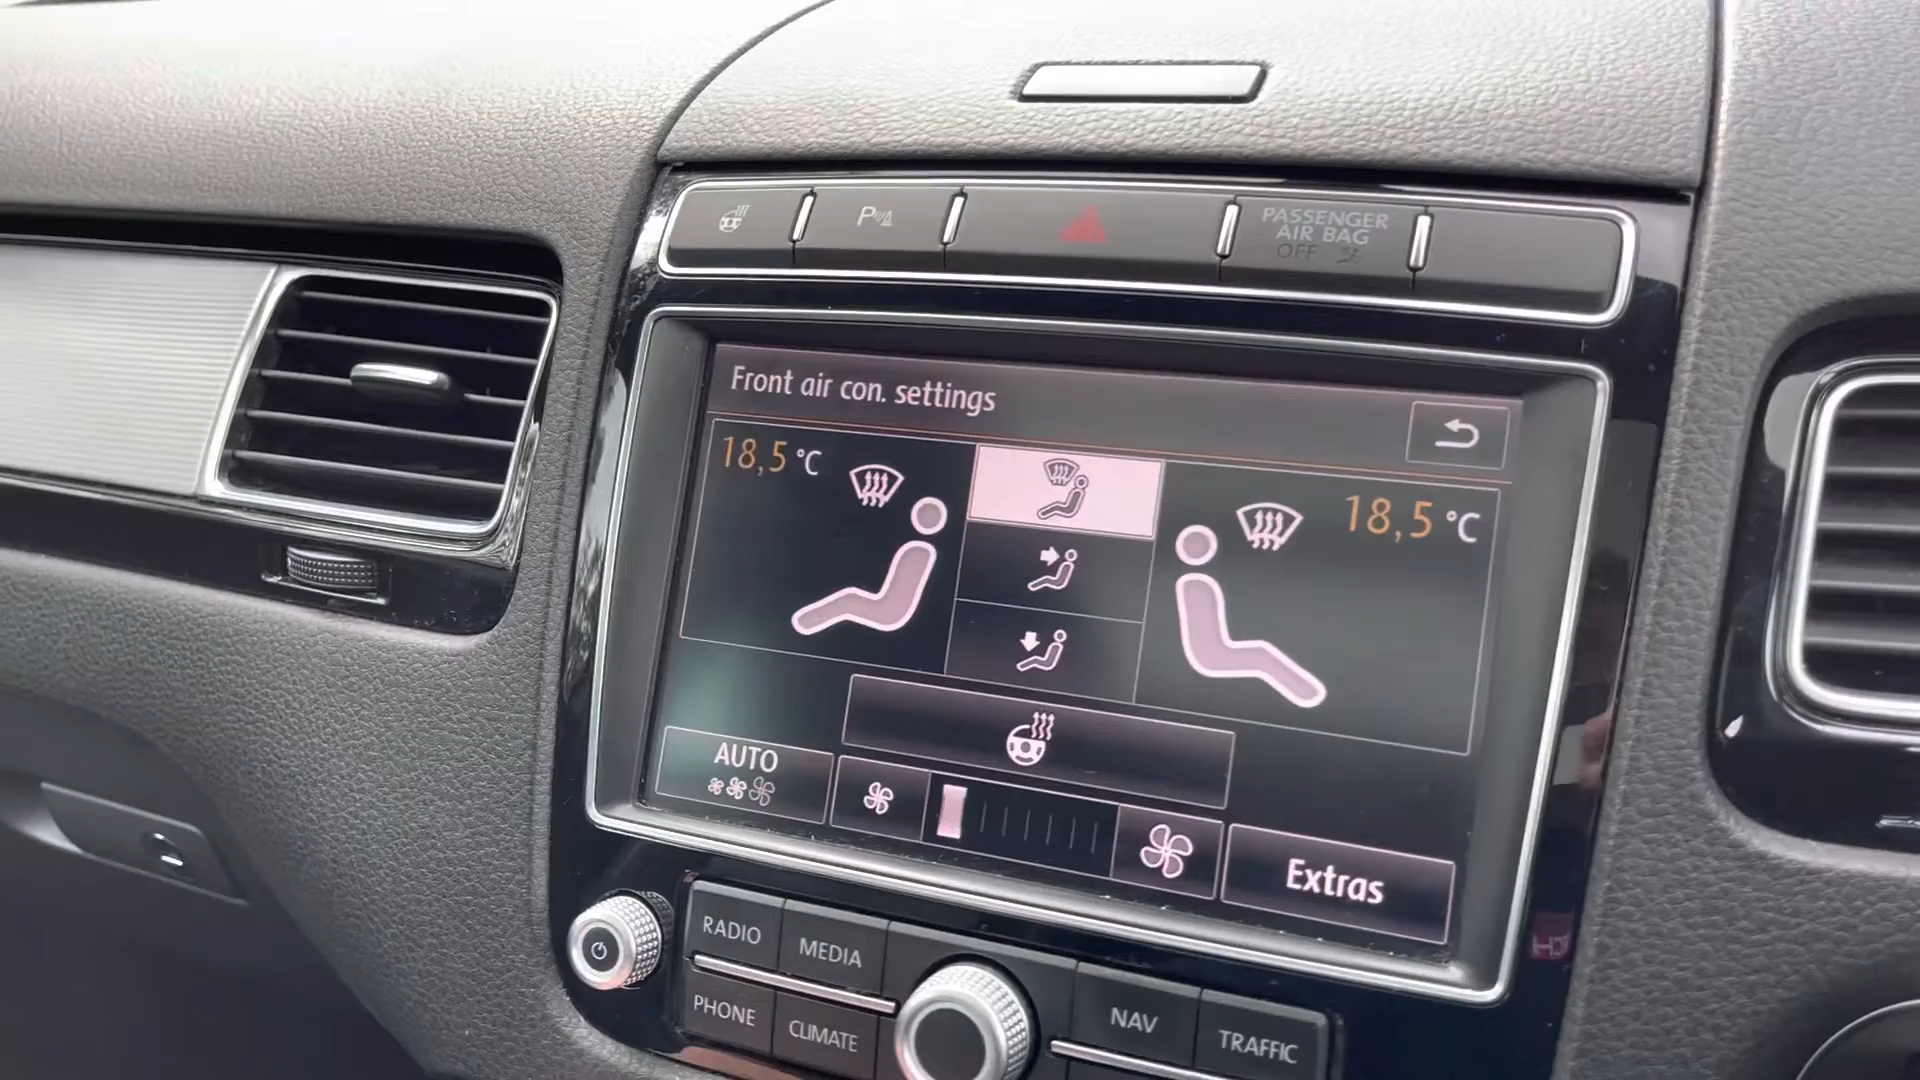 P
PASSENGER
AIR BAG
OFF
Front air con. settings
18,5 °C
18,5 °C
AUTO
Extras
RADIO
MEDIA
PHONE
CLIMATE
NAV
TRAFFIC